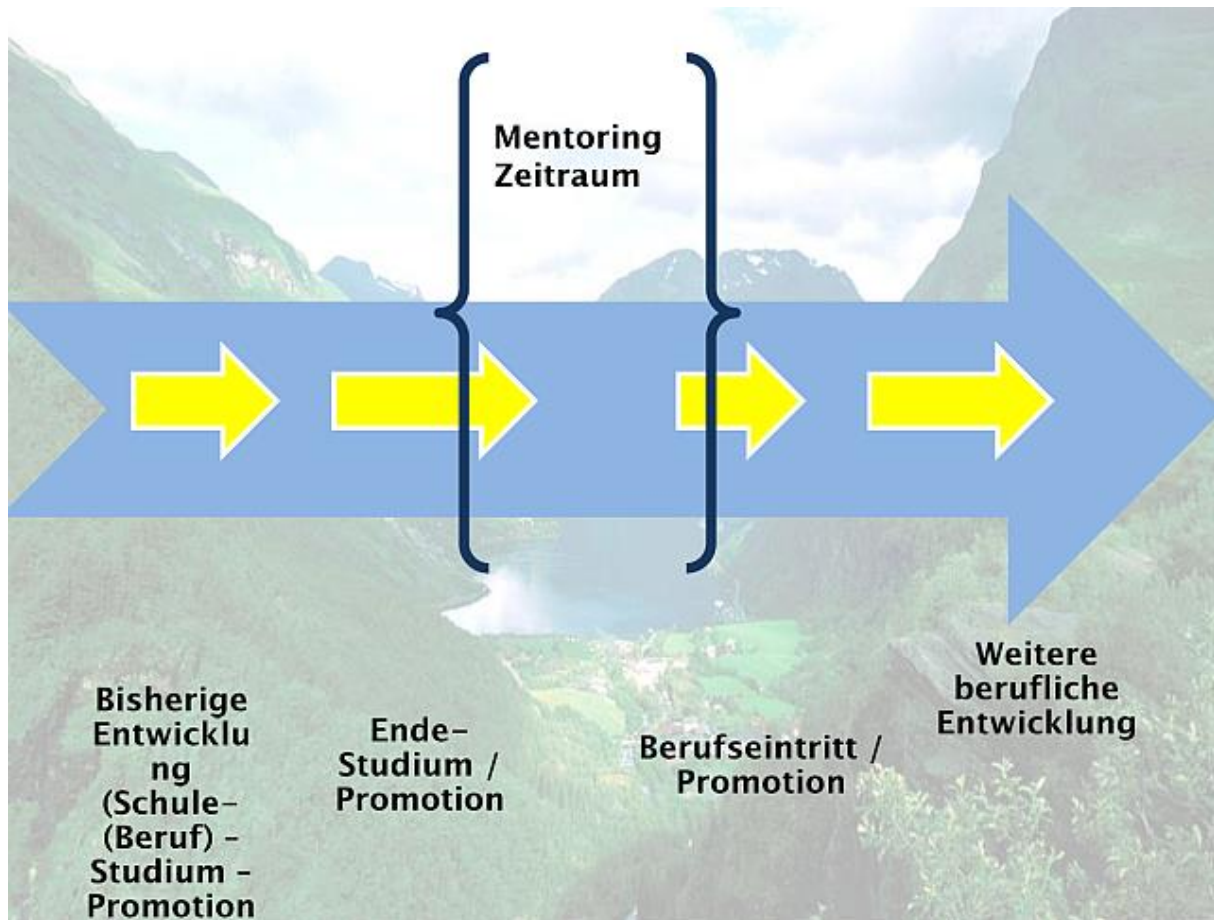 Mentoring
Zeitraum
Bisherige
Entwicklu
ng
(Schule-
(Beruf) -
Studium -
Promotion
Ende-
Studium /
Promotion
Berufseintritt /
Promotion
Weitere
berufliche
Entwicklung